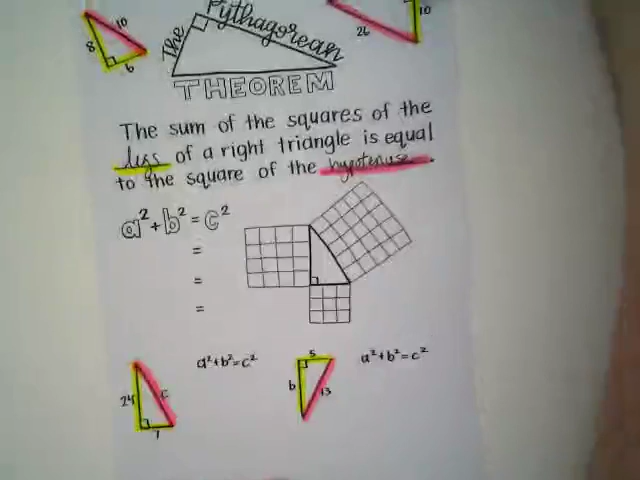 10
8
6
The Pythagorean
THEOREM
26
10
The sum of the squares of the
legs of a right triangle is equal
to the square of the hypotenuse.
a²+b²=c²
=
=
=
a²+b²=c²
24
c
5
b
13
a²+b²=c²